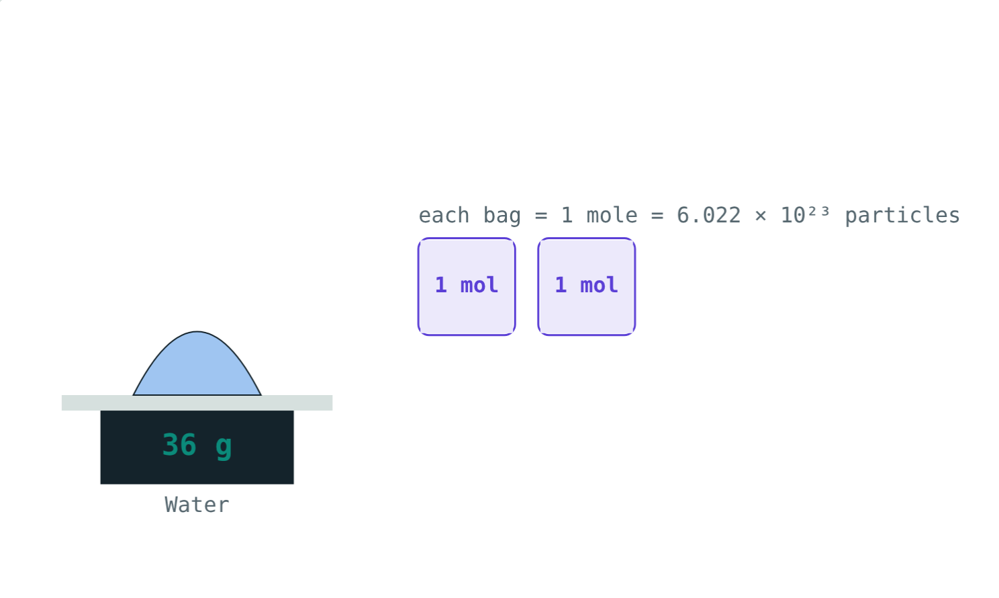 each bag = 1 mole = 6.022 × 10²³ particles
1 mol 1 mol
36 g
Water